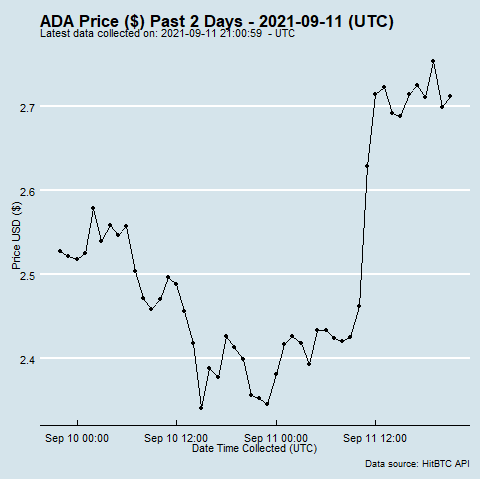 ADA Price ($) Past 2 Days - 2021-09-11 (UTC)
Latest data collected on: 2021-09-11 21:00:59  - UTC
2.7
2.6
2.5
2.4
Price USD ($)
Sep 10 00:00 Sep 10 12:00 Sep 11 00:00 Sep 11 12:00
Date Time Collected (UTC)
Data source: HitBTC API